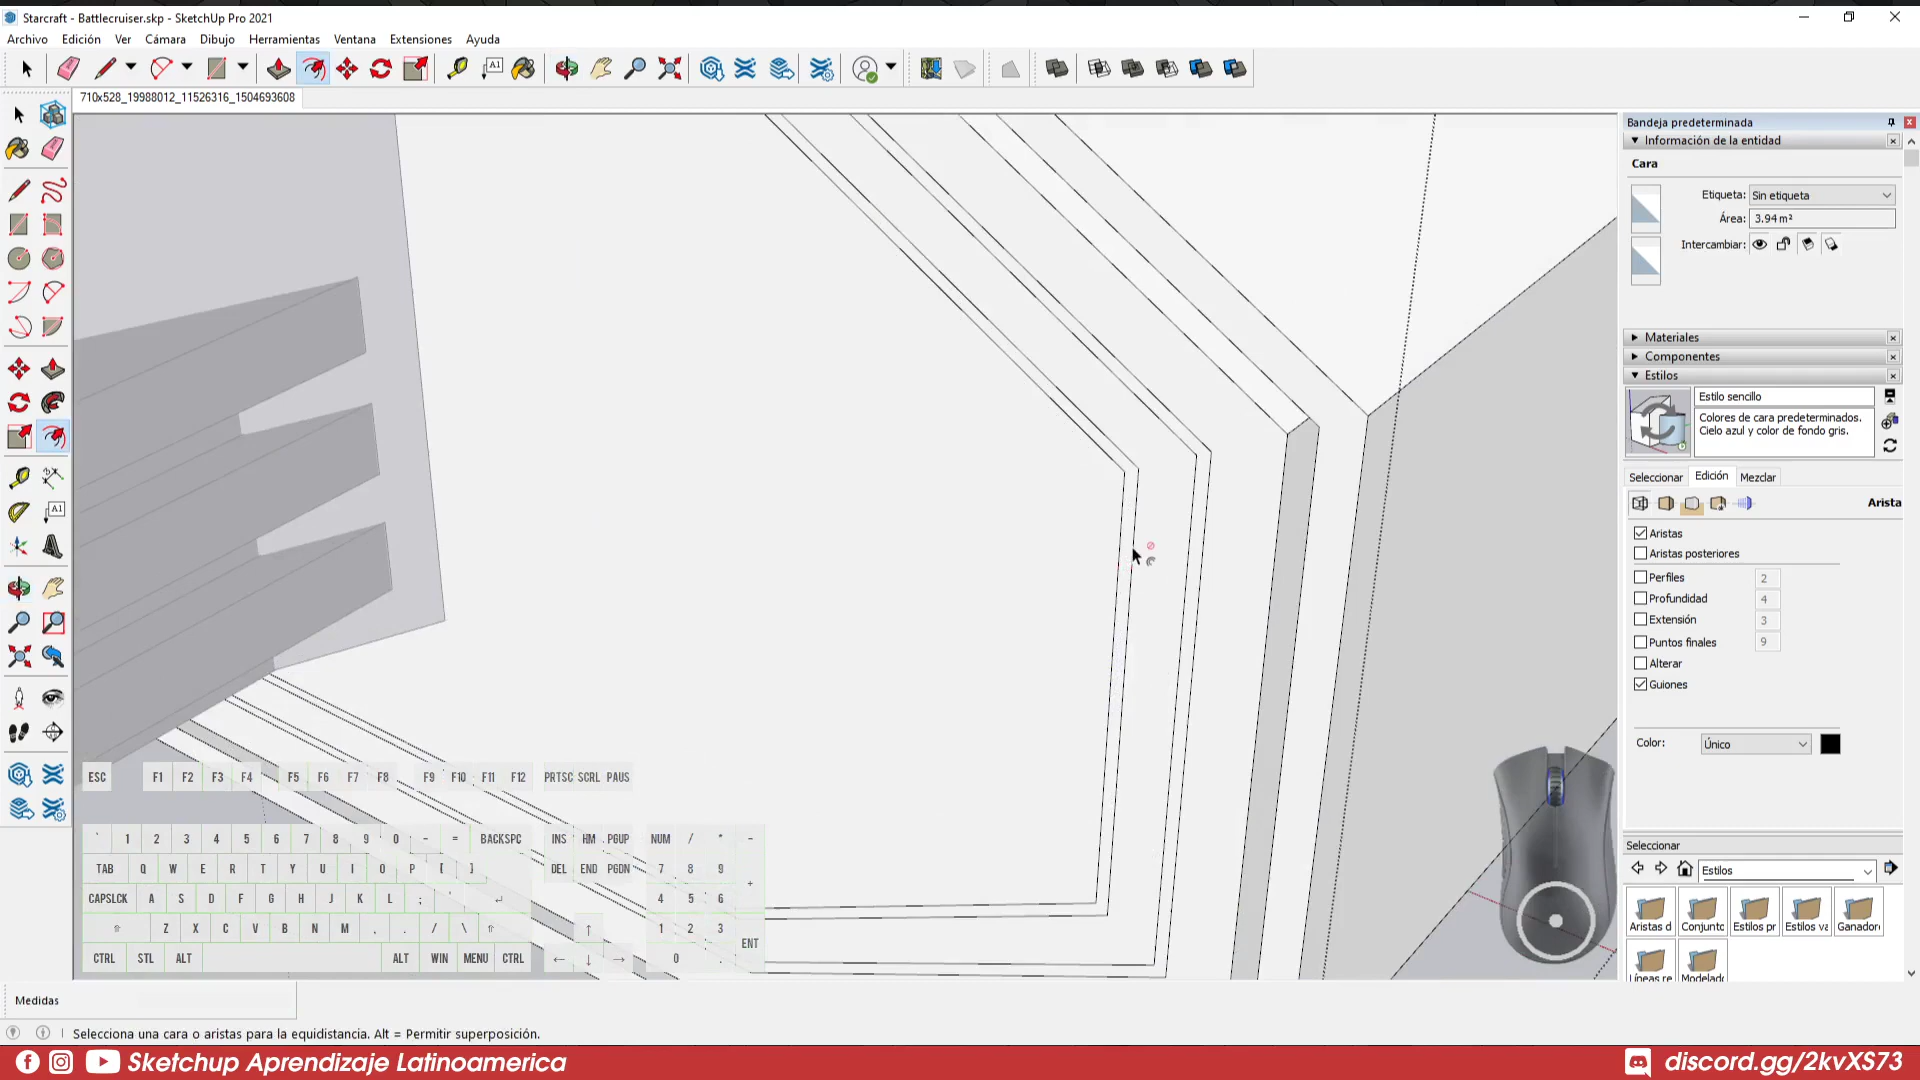 Starcraft - Battlecruiser.skp - SketchUp Pro 2021
Archivo Edición Ver Cámara Dibujo Herramientas Ventana Extensiones Ayuda
710x528_19988012_11526316_1504693608
Bandeja predeterminada
Información de la entidad
Cara
Etiqueta: Sin etiqueta
Área: 3.94 m²
Intercambiar:
Materiales
Componentes
Estilos
Estilo sencillo
Colores de cara predeterminados.
Cielo azul y color de fondo gris.
Seleccionar Edición Mezclar
Arista
Aristas
Aristas posteriores
Perfiles 2
Profundidad 4
Extensión 3
Puntos finales 9
Alterar
Guiones
Color: Único
Seleccionar
Estilos
Aristas d Conjunto Estilos pr Estilos va Ganador
Líneas re Modelado
ESC F1 F2 F3 F4 F5 F6 F7 F8 F9 F10 F11 F12 PRTSC SCRL PAUS
` 1 2 3 4 5 6 7 8 9 0 - = BACKSPC INS HM PGUP NUM / * -
TAB Q W E R T Y U I O P [ ] DEL END PGDN 7 8 9 +
CAPSLCK A S D F G H J K L ; ' 4 5 6
Z X C V B N M , . / \ 1 2 3 ENT
CTRL STL ALT ALT WIN MENU CTRL 0 .
Medidas
Selecciona una cara o aristas para la equidistancia. Alt = Permitir superposición.
Sketchup Aprendizaje Latinoamerica
discord.gg/2kvXS73